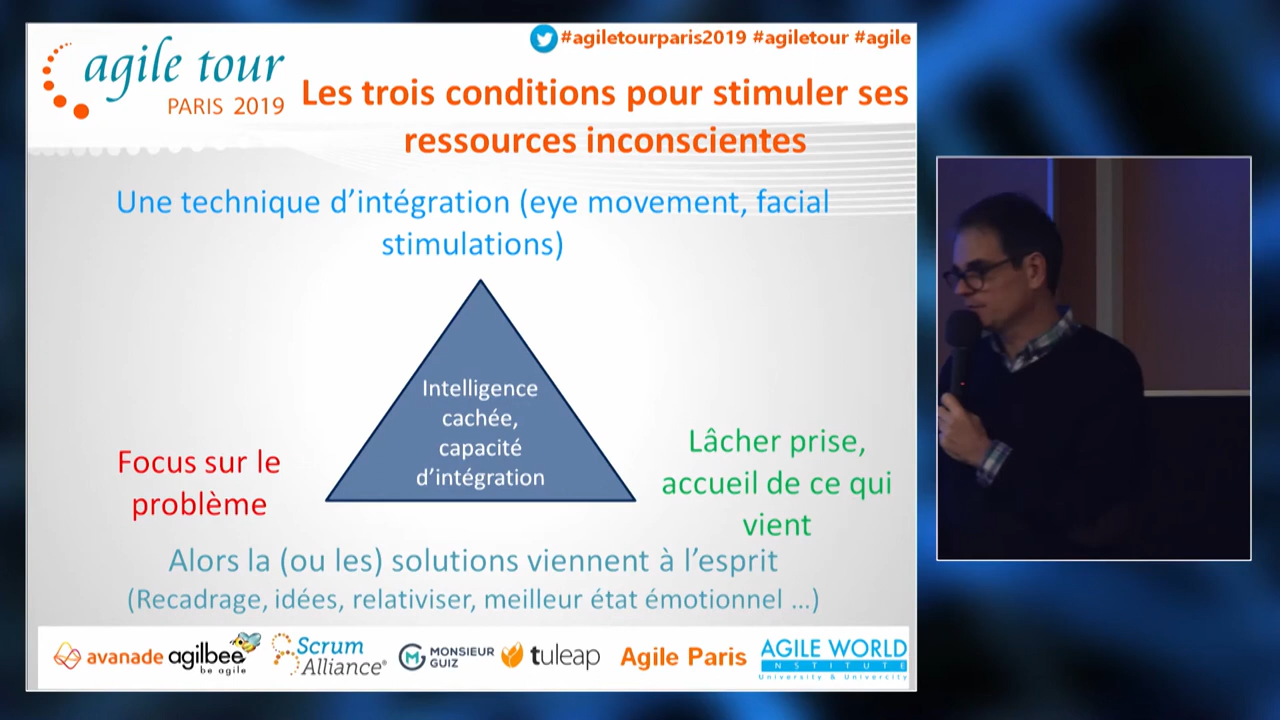 #agiletourparis2019 #agiletour #agile
agile tour
PARIS 2019
Les trois conditions pour stimuler ses
ressources inconscientes
Une technique d’intégration (eye movement, facial
stimulations)
Intelligence
cachée,
capacité
d’intégration
Focus sur le
problème
Lâcher prise,
accueil de ce qui
vient
Alors la (ou les) solutions viennent à l’esprit
(Recadrage, idées, relativiser, meilleur état émotionnel ...)
avanade
agilbee
be agile
Scrum
Alliance®
MONSIEUR
GUIZ
tuleap
Agile Paris
AGILE WORLD
INSTITUTE
University & Univercity